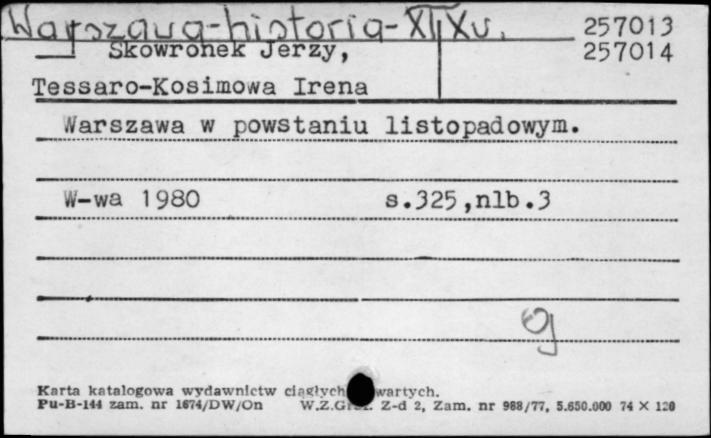 Warszawa-historia-XIX w. 257013
Skowronek Jerzy, 257014
Tessaro-Kosimowa Irena
Warszawa w powstaniu listopadowym.
W-wa 1980 s.325,nlb.3
Karta katalogowa wydawnictw ciągłych wartych.
Pu-B-144 zam. nr 1674/DW/On W.Z.G. Z-d 2, Zam. nr 988/77, 5.650.000 74 X 120